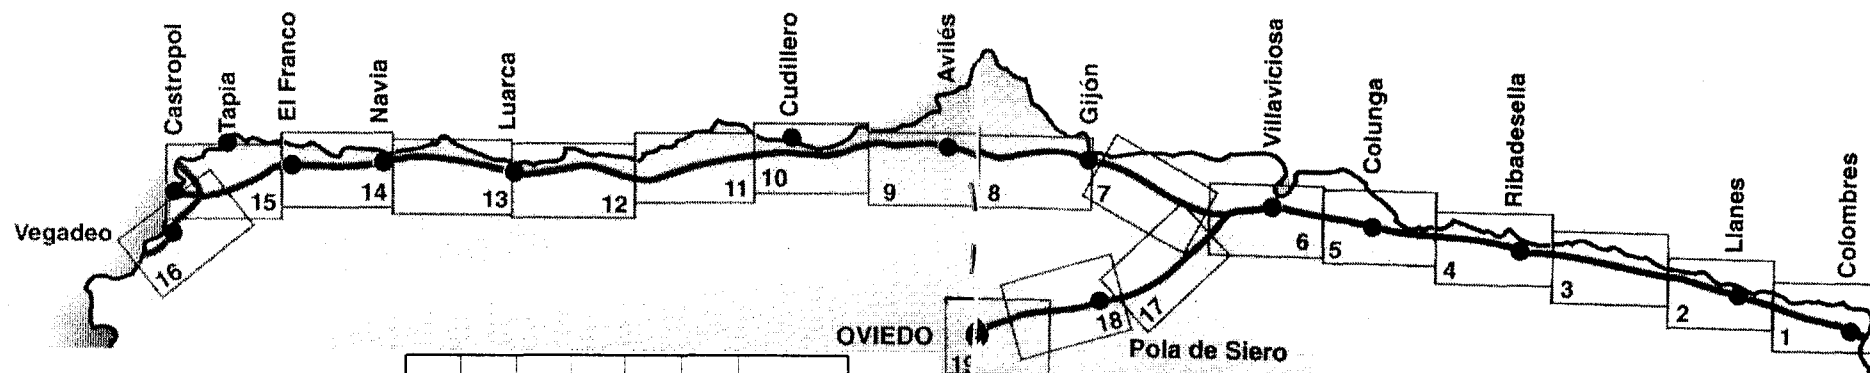 Castropol
Tapia
El Franco
Navia
Luarca
Cudillero
Avilés
Gijón
Villaviciosa
Colunga
Ribadesella
Llanes
Colombres
Vegadeo
16
15
14
13
12
11
10
9
8
7
6
5
4
3
2
1
17
18
OVIEDO
Pola de Siero